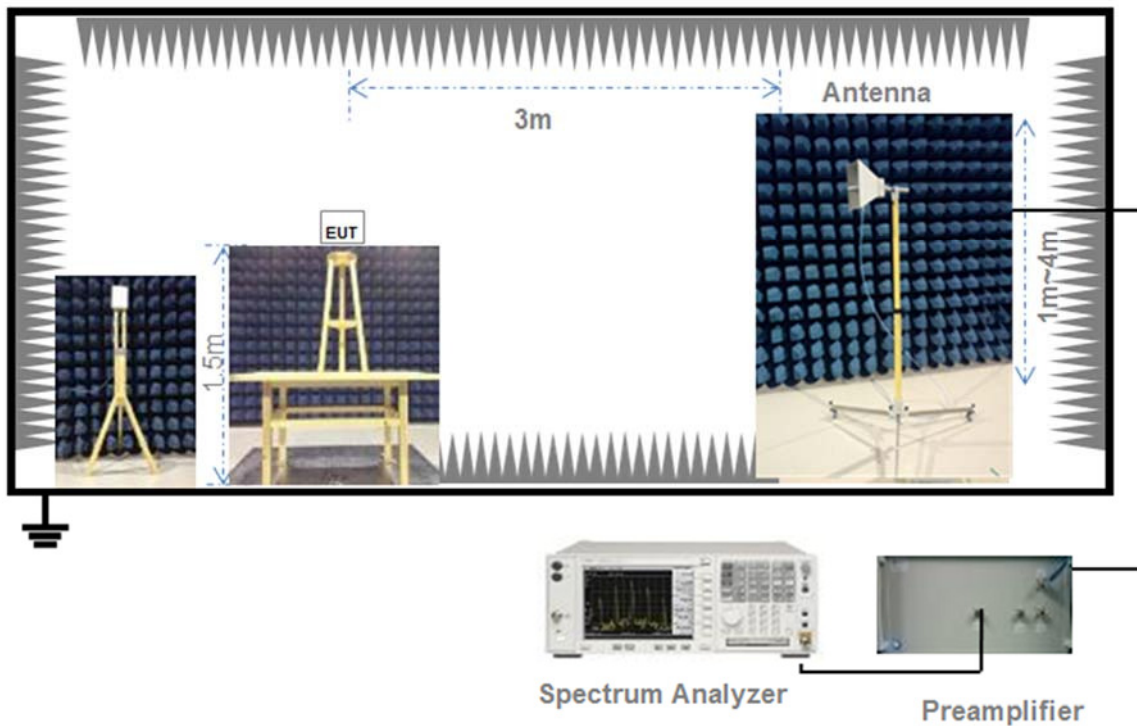 Antenna
3m
EUT
1.5m
1m~4m
Spectrum Analyzer
Preamplifier